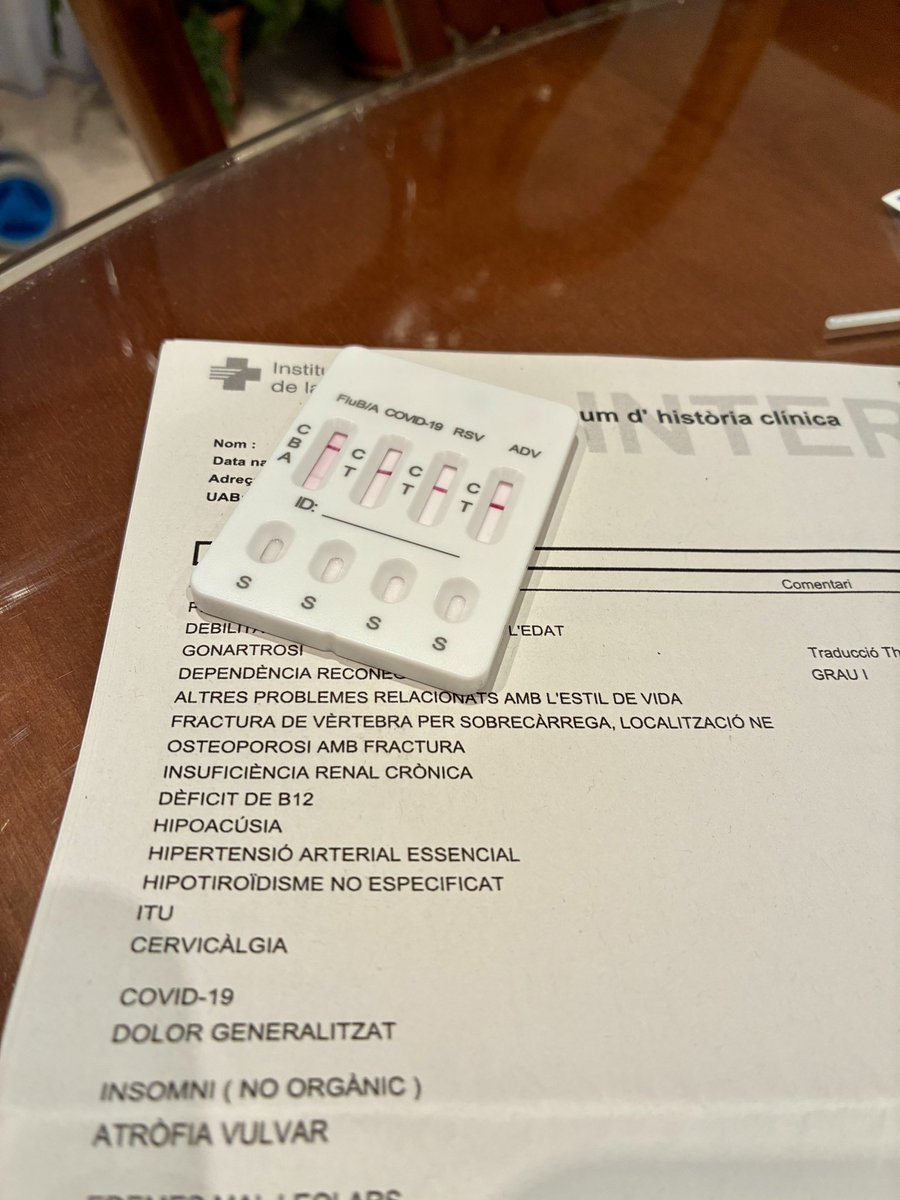 Institu
de la
um d' història clínica
INTER
Nom :
Data na
Adreç
UAB:
FluB/A COVID-19 RSV ADV
C
B
A
C
T
C
T
C
T
ID:
S
S
S
S
Comentari
DEBILITA L'EDAT
GONARTROSI Traducció Th
DEPENDÈNCIA RECONEG GRAU I
ALTRES PROBLEMES RELACIONATS AMB L'ESTIL DE VIDA
FRACTURA DE VÈRTEBRA PER SOBRECÀRREGA, LOCALITZACIÓ NE
OSTEOPOROSI AMB FRACTURA
INSUFICIÈNCIA RENAL CRÒNICA
DÈFICIT DE B12
HIPOACÚSIA
HIPERTENSIÓ ARTERIAL ESSENCIAL
HIPOTIROÏDISME NO ESPECIFICAT
ITU
CERVICÀLGIA
COVID-19
DOLOR GENERALITZAT
INSOMNI ( NO ORGÀNIC )
ATRÒFIA VULVAR